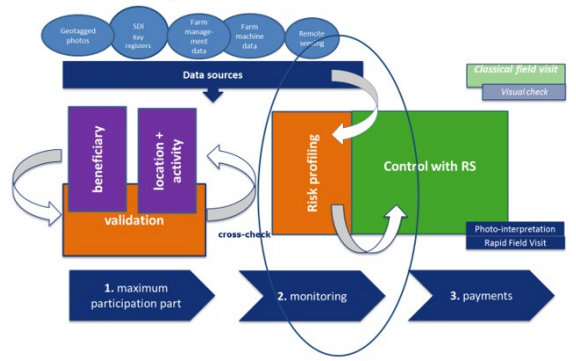 Geotagged
photos
SDI
Key
registers
Farm
manage-
ment
data
Farm
machine
data
Remote
sensing
Data sources
Classical field visit
Visual check
beneficiary
location +
activity
validation
cross-check
Risk profiling
Control with RS
Photo-interpretation
Rapid Field Visit
1. maximum
participation part
2. monitoring
3. payments